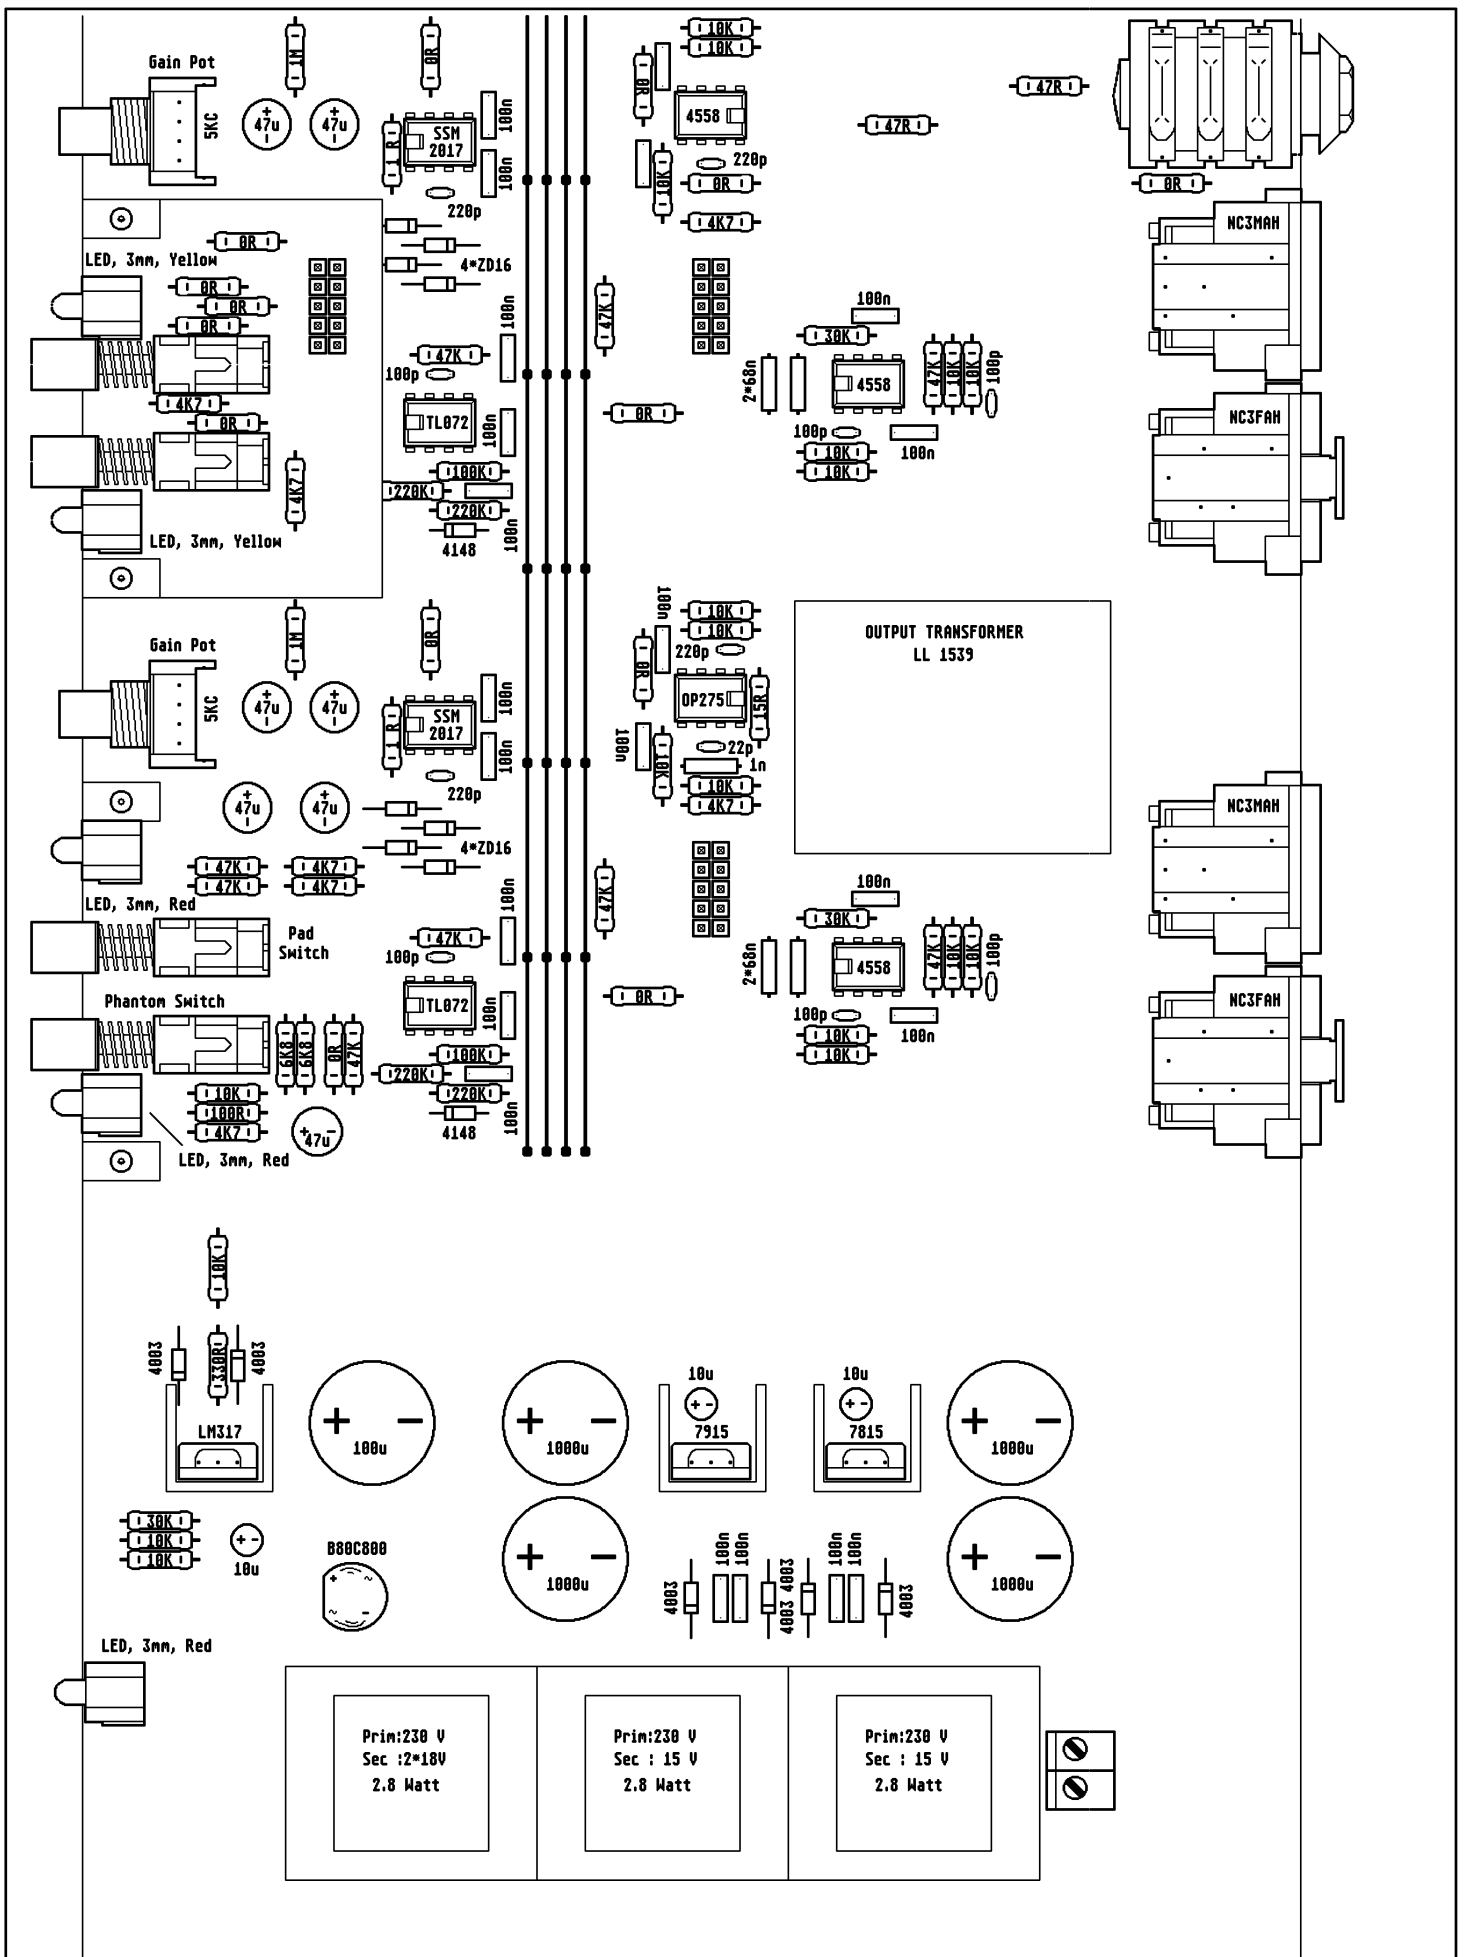 10K
10K
1M
0R
Gain Pot
0R
47R
5KC
+
47u
-
+
47u
-
100n
SSM
2017
4558
47R
1 R
100n
220p
10K
0R
0R
220p
4K7
NC3MAH
0R
LED, 3mm, Yellow
4*ZD16
0R
0R
0R
47K
100n
100n
30K
47K
100p
2*68n
4558
47K
10K
10K
100p
4K7
0R
0R
NC3FAH
TL072
100n
100p
100n
10K
10K
100K
4K7
220K
220K
100n
4148
LED, 3mm, Yellow
100n
10K
10K
1M
0R
OUTPUT TRANSFORMER
LL 1539
Gain Pot
220p
0R
5KC
+
47u
-
+
47u
-
100n
SSM
2017
OP275
15R
1 R
100n
100n
10K
22p
1n
220p
10K
4K7
+
47u
-
+
47u
-
NC3MAH
4*ZD16
47K
4K7
47K
4K7
100n
47K
100n
LED, 3mm, Red
30K
Pad
Switch
47K
100p
2*68n
4558
47K
10K
10K
100p
Phantom Switch
0R
NC3FAH
TL072
100n
100p
100n
6K8
6K8
0R
47K
10K
10K
100K
220K
10K
220K
100R
4K7
+ -
47u
4148
100n
LED, 3mm, Red
10K
4003
330R
4003
10u
+ -
10u
+ -
LM317
+ -
100u
+ -
1000u
7915
7815
+ -
1000u
30K
10K
10K
+ -
10u
B80C800
+ ~
~ -
+ -
1000u
4003
100n
100n
4003
4003
100n
100n
4003
+ -
1000u
LED, 3mm, Red
Prim:230 V
Sec :2*18V
2.8 Watt
Prim:230 V
Sec : 15 V
2.8 Watt
Prim:230 V
Sec : 15 V
2.8 Watt